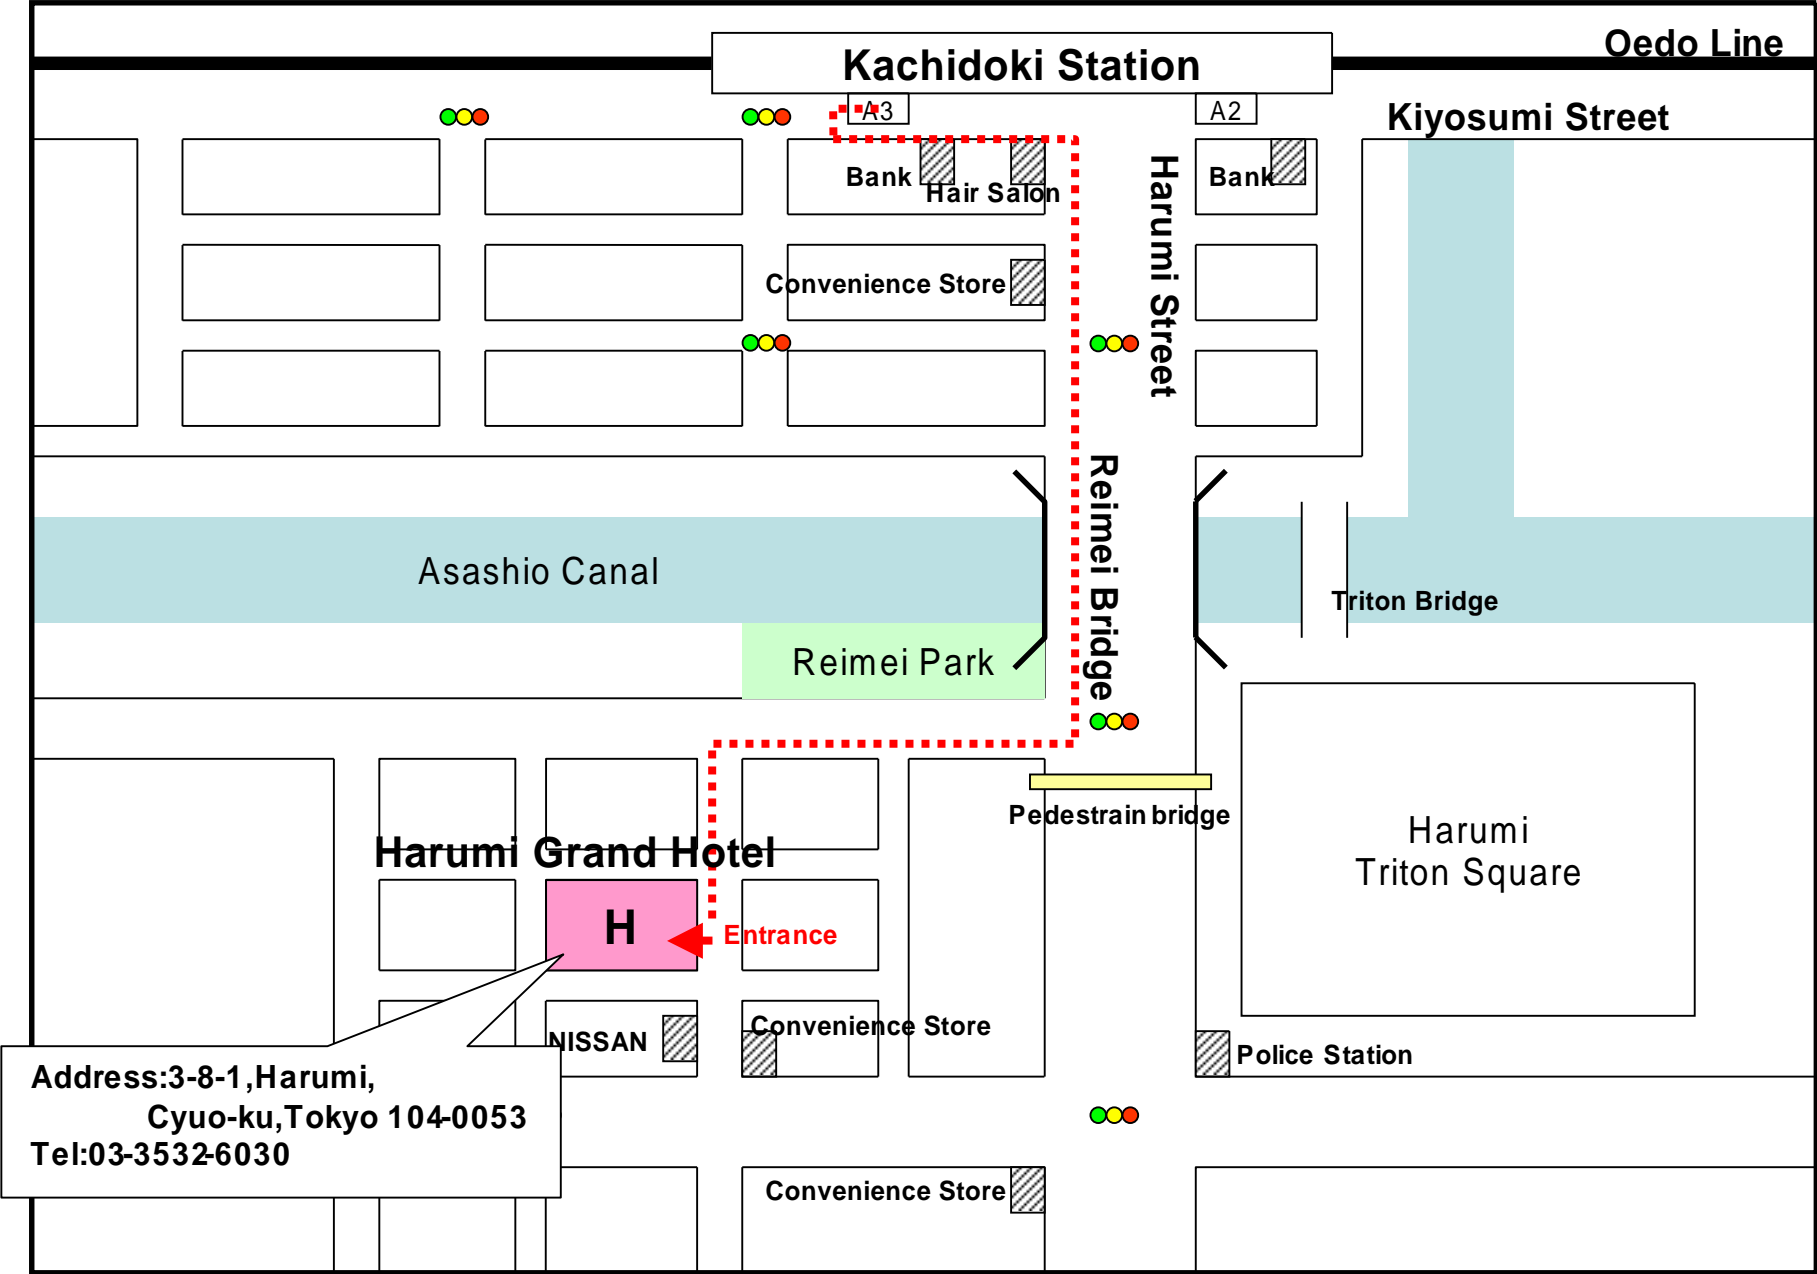 Oedo Line
Kachidoki Station
A3
A2
Kiyosumi Street
Bank
Hair Salon
Bank
Harumi Street
Convenience Store
Reimei Bridge
Asashio Canal
Triton Bridge
Reimei Park
Pedestrain bridge
Harumi
Triton Square
Harumi Grand Hotel
H
Entrance
Convenience Store
NISSAN
Police Station
Address:3-8-1,Harumi,
Cyuo-ku,Tokyo 104-0053
Tel:03-3532-6030
Convenience Store